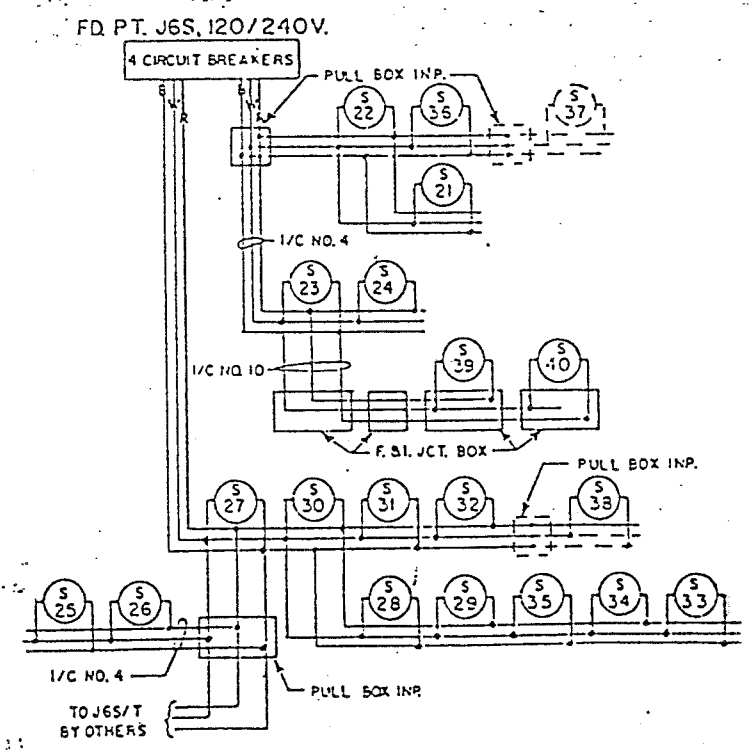 FD. PT. J6S, 120/240V.
4 CIRCUIT BREAKERS
B W R
B W R
PULL BOX INP.
S 22
S 36
S 37
S 21
1/C NO. 4
S 23
S 24
1/C NO. 10
S 39
S 40
F. S. I. JCT. BOX
PULL BOX INP.
S 27
S 30
S 31
S 32
S 38
S 25
S 26
S 28
S 29
S 35
S 34
S 33
1/C NO. 4
PULL BOX INP.
TO J6S/T
BY OTHERS